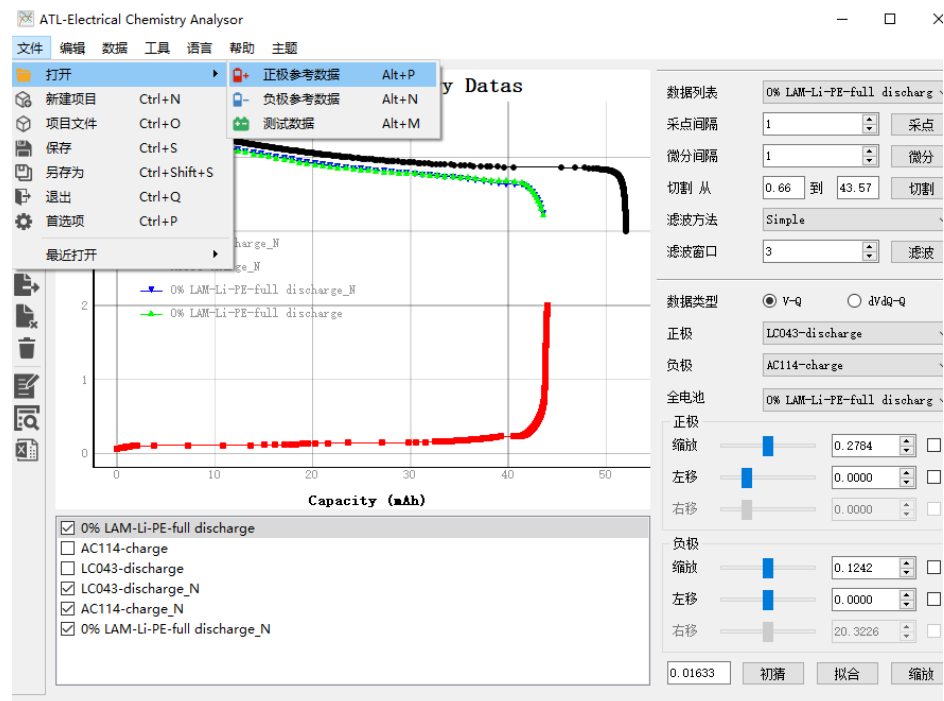 ATL-Electrical Chemistry Analysor
文件 编辑 数据 工具 语言 帮助 主题
打开
正极参考数据 Alt+P
新建项目 Ctrl+N
负极参考数据 Alt+N
项目文件 Ctrl+O
测试数据 Alt+M
保存 Ctrl+S
另存为 Ctrl+Shift+S
退出 Ctrl+Q
首选项 Ctrl+P
最近打开
y Datas
harge_N
ge_N
0% LAM-Li-PE-full discharge_N
0% LAM-Li-PE-full discharge
2
1
0
0 10 20 30 40 50
Capacity (mAh)
0% LAM-Li-PE-full discharge
AC114-charge
LC043-discharge
LC043-discharge_N
AC114-charge_N
0% LAM-Li-PE-full discharge_N
数据列表 0% LAM-Li-PE-full discharg
采点间隔 1 采点
微分间隔 1 微分
切割 从 0.66 到 43.57 切割
滤波方法 Simple
滤波窗口 3 滤波
数据类型 V-Q dVdQ-Q
正极 LC043-discharge
负极 AC114-charge
全电池 0% LAM-Li-PE-full discharg
正极
缩放 0.2784
左移 0.0000
右移 0.0000
负极
缩放 0.1242
左移 0.0000
右移 20.3226
0.01633 初猜 拟合 缩放